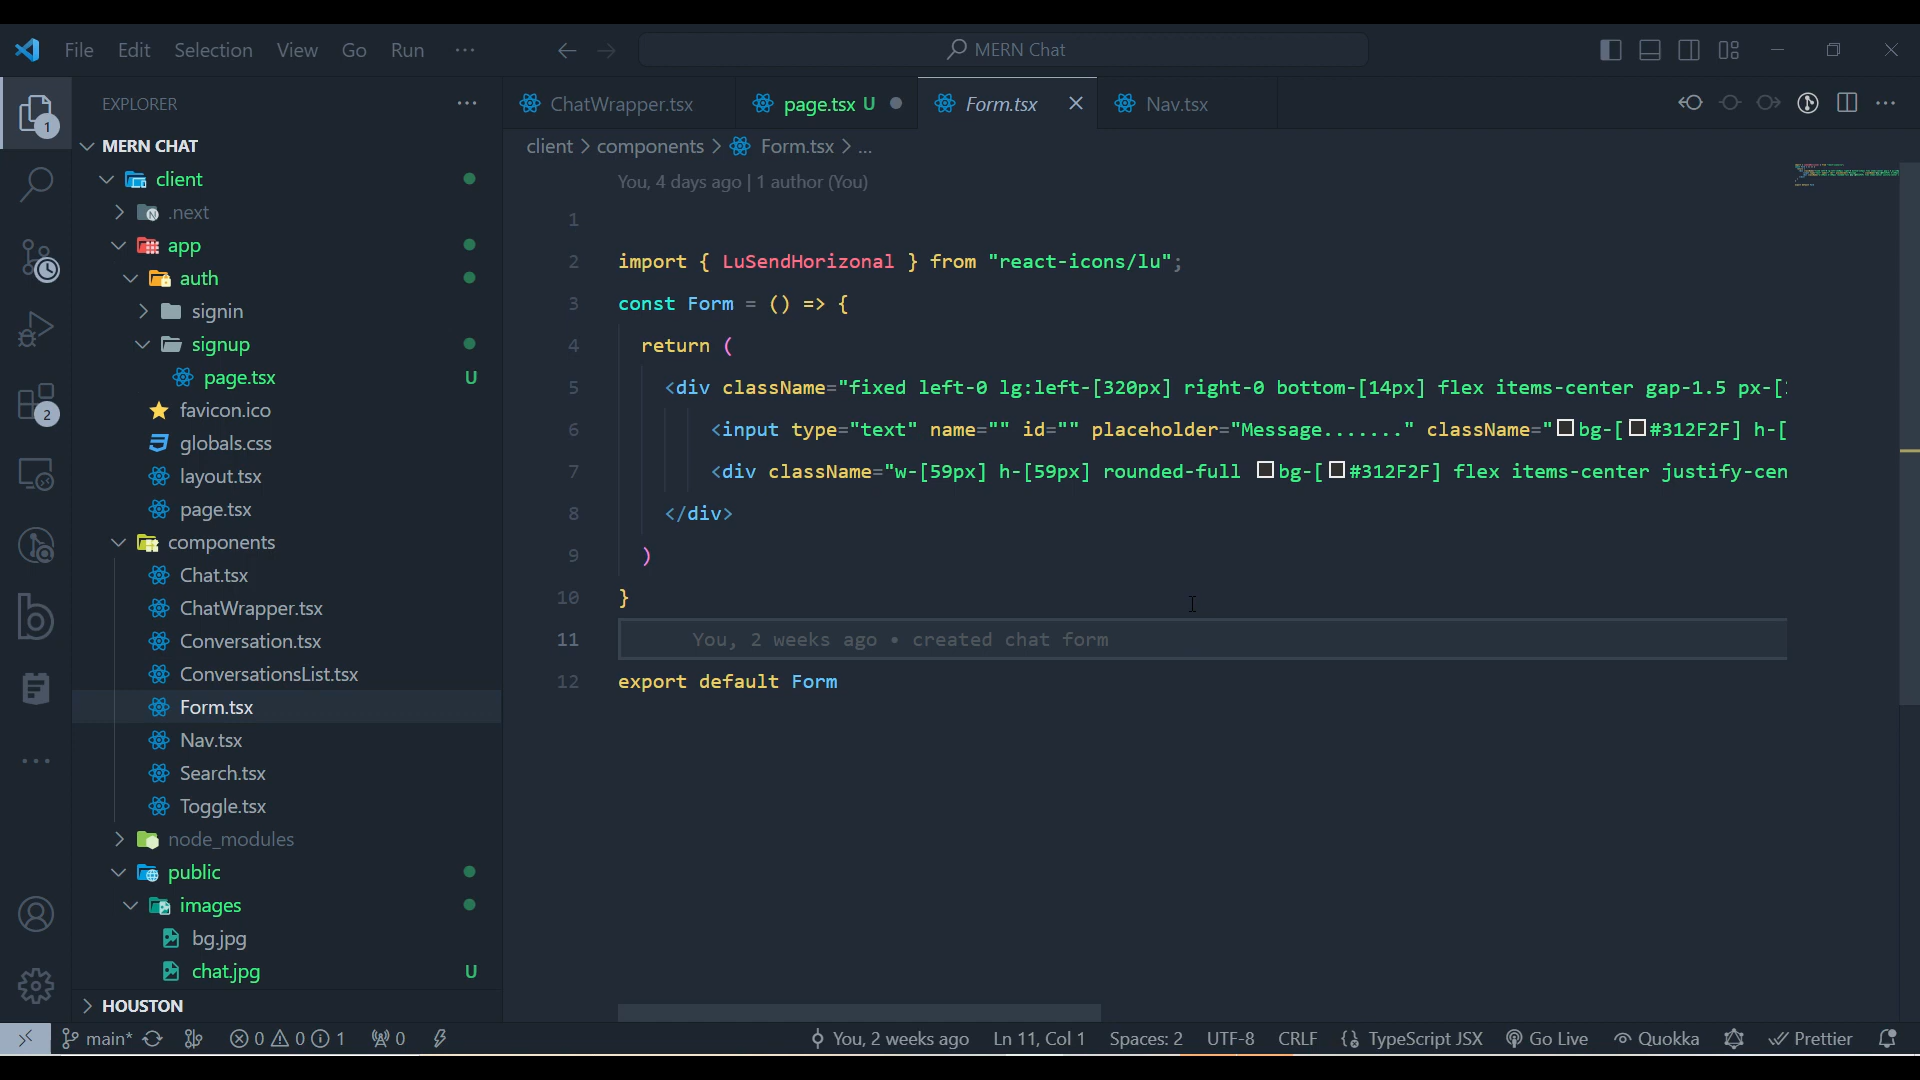 File Edit Selection View Go Run ···
MERN Chat
EXPLORER
ChatWrapper.tsx
page.tsx U
Form.tsx
Nav.tsx
MERN CHAT
client
.next
app
auth
signin
signup
page.tsx U
favicon.ico
globals.css
layout.tsx
page.tsx
components
Chat.tsx
ChatWrapper.tsx
Conversation.tsx
ConversationsList.tsx
Form.tsx
Nav.tsx
Search.tsx
Toggle.tsx
node_modules
public
images
bg.jpg
chat.jpg U
HOUSTON
1
2
client > components > Form.tsx > ...
You, 4 days ago | 1 author (You)
1
2 import { LuSendHorizonal } from "react-icons/lu";
3 const Form = () => {
4 return (
5 <div className="fixed left-0 lg:left-[320px] right-0 bottom-[14px] flex items-center gap-1.5 px-[
6 <input type="text" name="" id="" placeholder="Message......." className="bg-[#312F2F] h-[
7 <div className="w-[59px] h-[59px] rounded-full bg-[#312F2F] flex items-center justify-cen
8 </div>
9 )
10 }
11 You, 2 weeks ago • created chat form
12 export default Form
main* 0 0 1 0 You, 2 weeks ago Ln 11, Col 1 Spaces: 2 UTF-8 CRLF TypeScript JSX Go Live Quokka Prettier